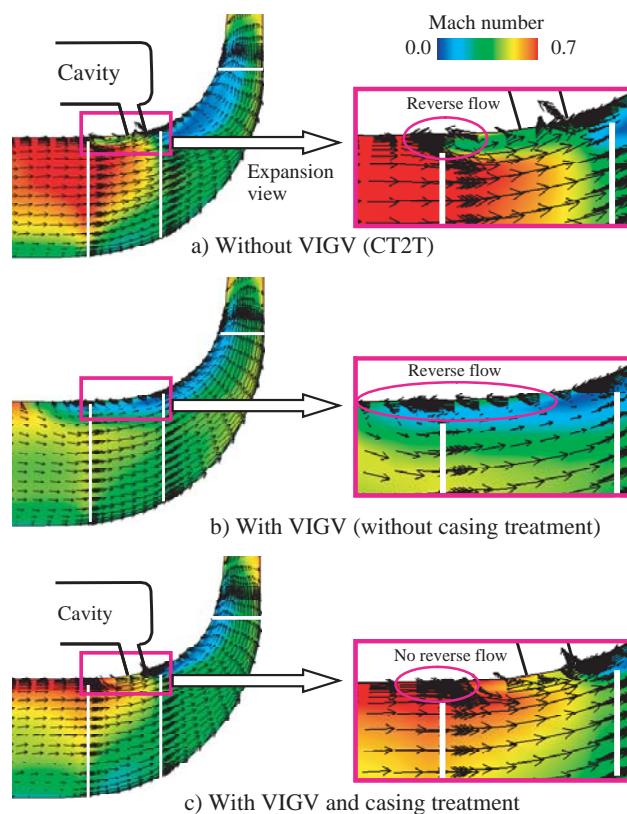 Mach number
0.0 0.7
Cavity
Reverse flow
Expansion
view
a) Without VIGV (CT2T)
Reverse flow
b) With VIGV (without casing treatment)
Cavity
No reverse flow
c) With VIGV and casing treatment